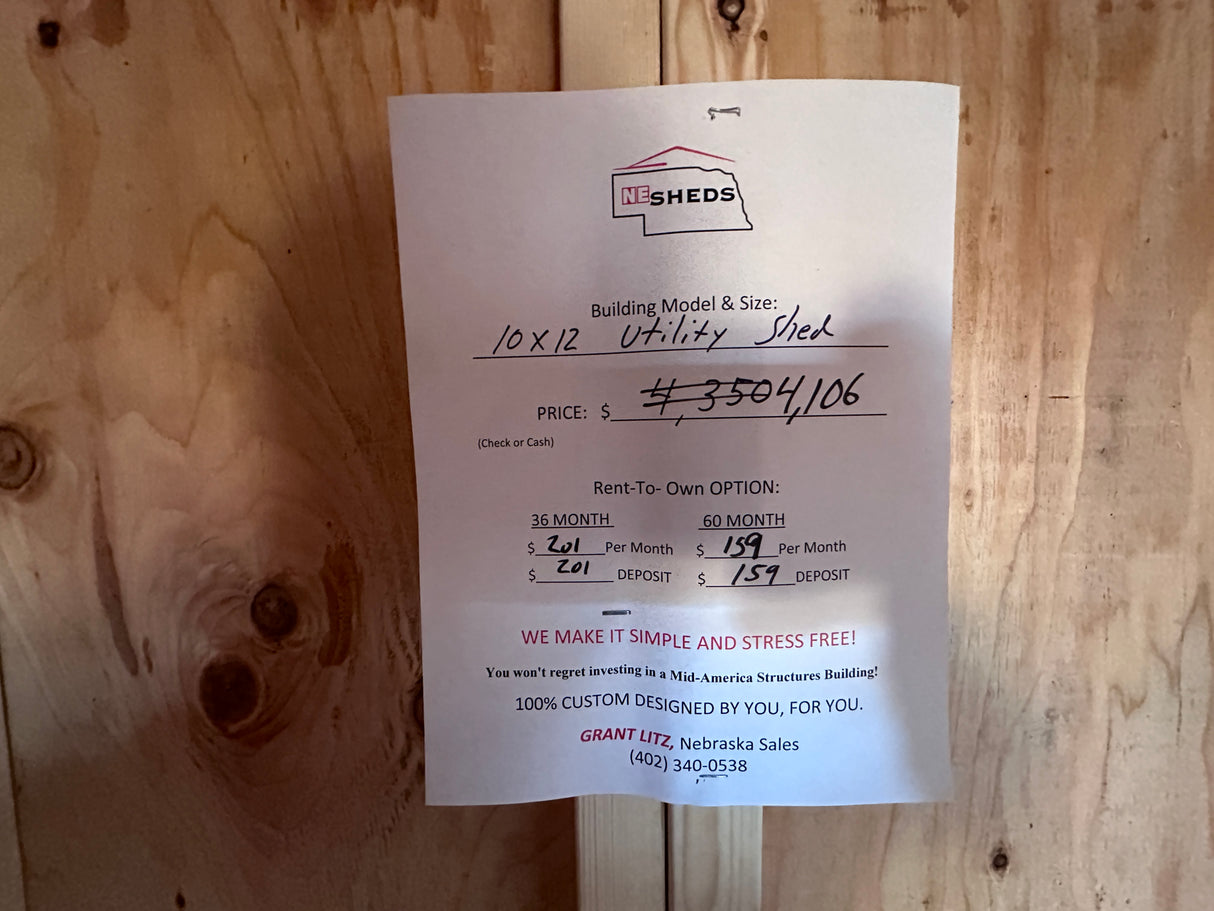 NESHEDS
Building Model & Size:
10 x 12 Utility Shed
PRICE: $ 4,350 4,106
(Check or Cash)
Rent-To- Own OPTION:
36 MONTH 60 MONTH
$ 201 Per Month $ 159 Per Month
$ 201 DEPOSIT $ 159 DEPOSIT
WE MAKE IT SIMPLE AND STRESS FREE!
You won't regret investing in a Mid-America Structures Building!
100% CUSTOM DESIGNED BY YOU, FOR YOU.
GRANT LITZ, Nebraska Sales
(402) 340-0538